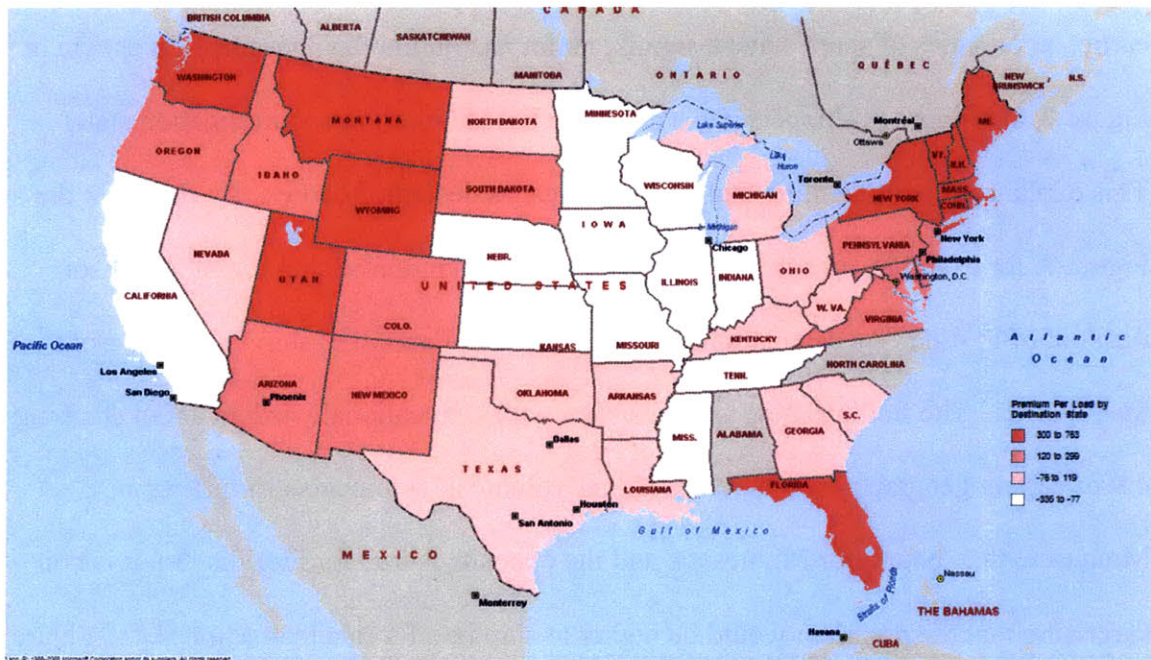 CANADA
BRITISH COLUMBIA
ALBERTA
SASKATCHEWAN
MANITOBA
ONTARIO
QUÉBEC
NEW BRUNSWICK
N.S.
WASHINGTON
MONTANA
NORTH DAKOTA
MINNESOTA
Lake Superior
Montréal
Ottawa
ME.
OREGON
IDAHO
WYOMING
SOUTH DAKOTA
WISCONSIN
MICHIGAN
Lake Huron
Toronto
VT.
N.H.
NEW YORK
MASS.
CONN.
Michigan
IOWA
Chicago
PENNSYLVANIA
New York
Philadelphia
Washington, D.C.
NEVADA
UTAH
NEBR.
UNITED STATES
ILLINOIS
INDIANA
OHIO
W. VA.
VIRGINIA
CALIFORNIA
COLO.
KANSAS
MISSOURI
KENTUCKY
Pacific Ocean
Los Angeles
San Diego
ARIZONA
Phoenix
NEW MEXICO
OKLAHOMA
ARKANSAS
TENN.
NORTH CAROLINA
S.C.
Atlantic
Ocean
MISS.
ALABAMA
GEORGIA
Dallas
TEXAS
LOUISIANA
FLORIDA
Houston
San Antonio
Gulf of Mexico
MEXICO
Monterrey
Straits of Florida
Nassau
THE BAHAMAS
Havana
CUBA
Premium Per Load by
Destination State
300 to 763
120 to 299
-76 to 119
-335 to -77